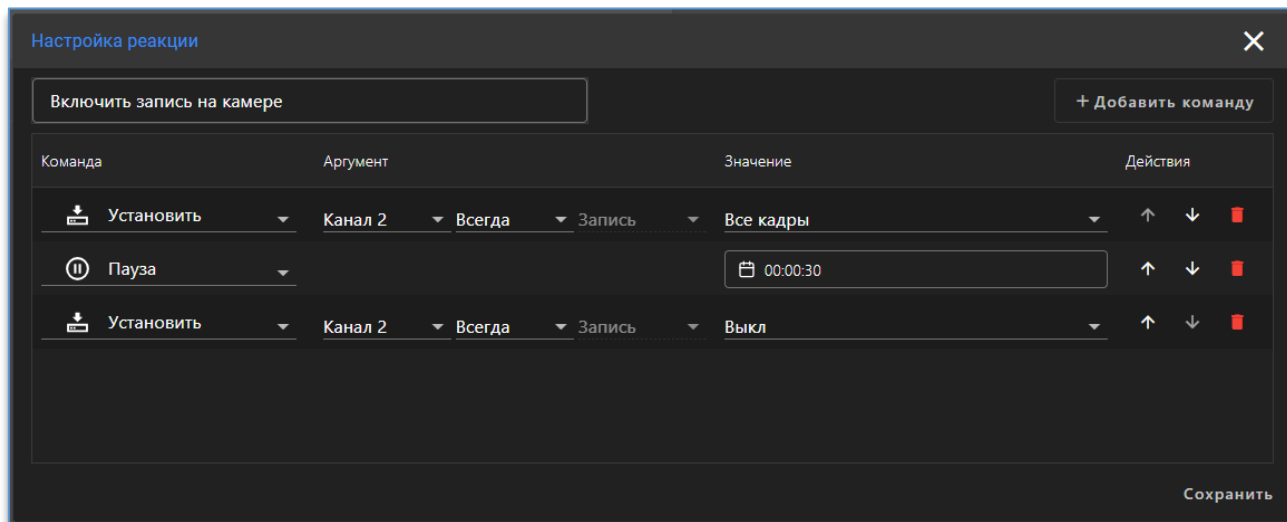 Настройка реакции
Включить запись на камере
+ Добавить команду
Команда Аргумент Значение Действия
Установить Канал 2 Всегда Запись Все кадры
Пауза 00:00:30
Установить Канал 2 Всегда Запись Выкл
Сохранить